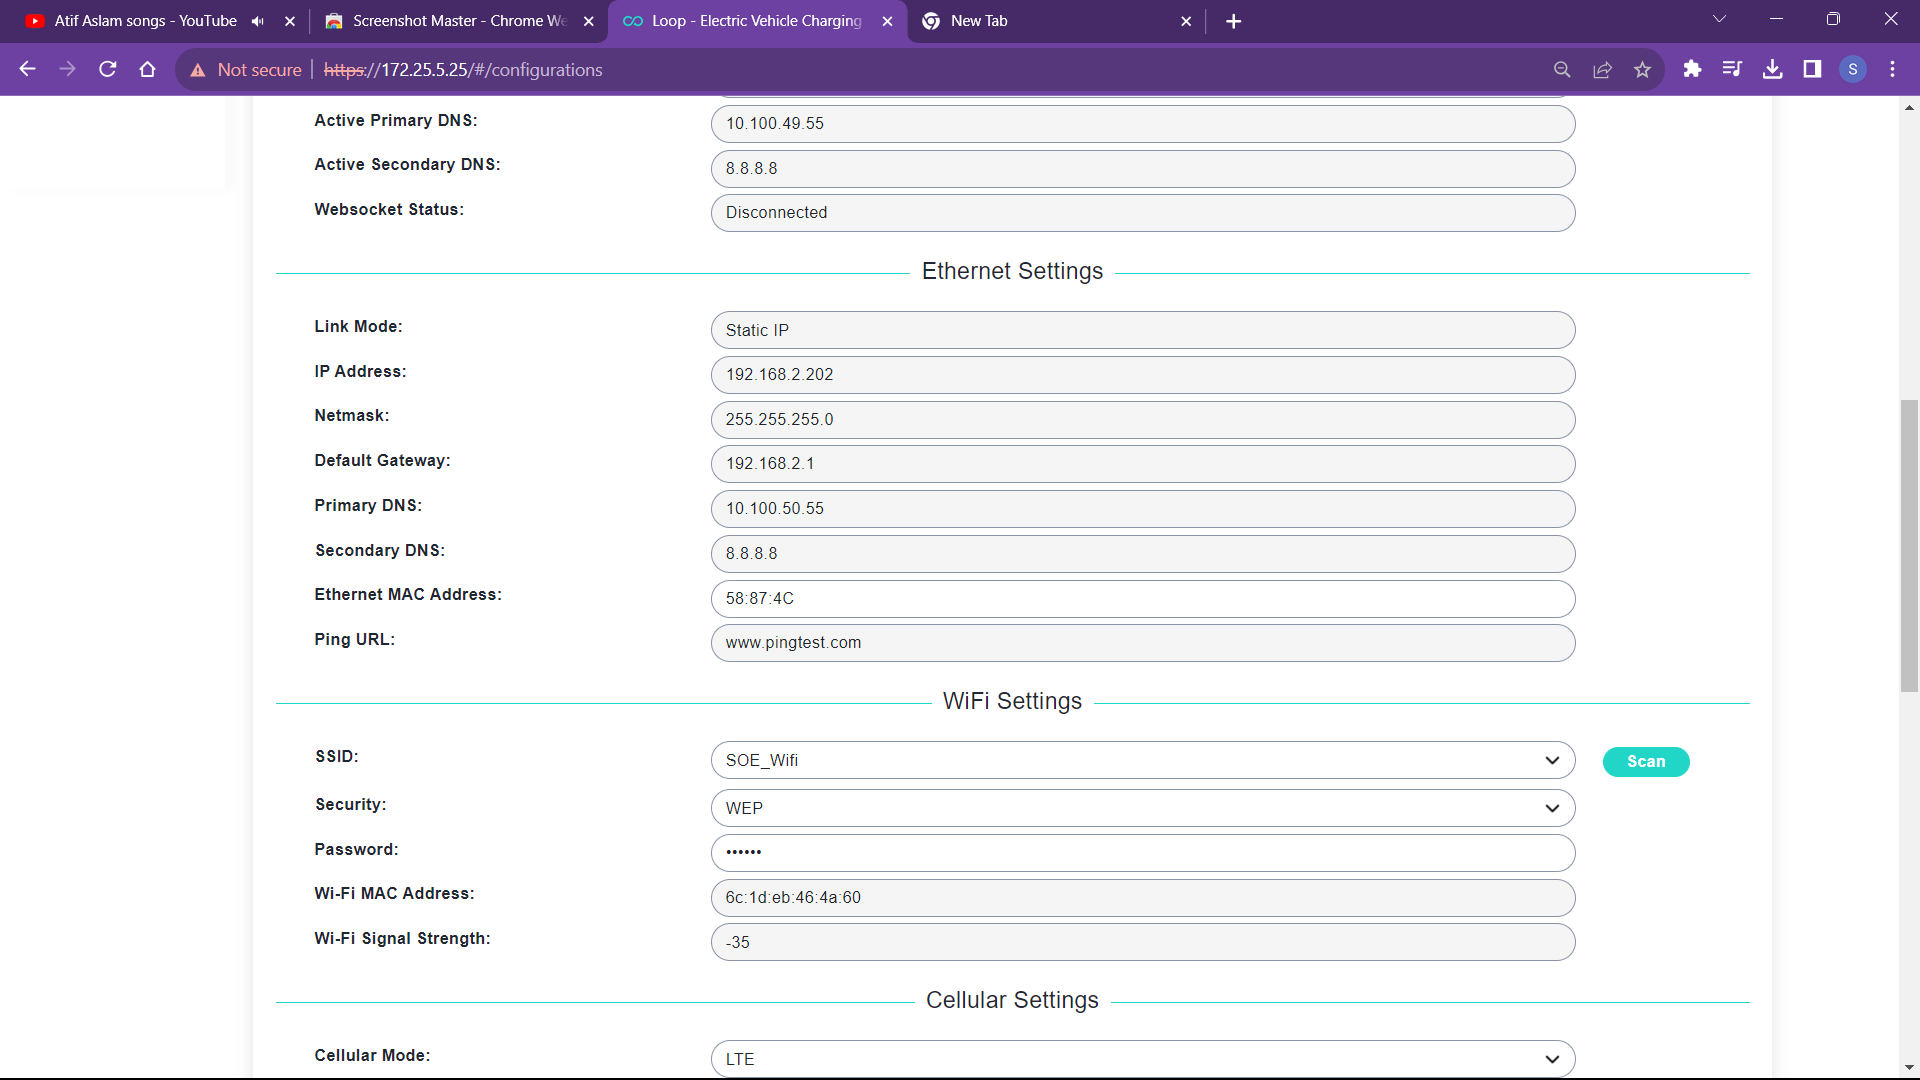 Atif Aslam songs - YouTube
Screenshot Master - Chrome We
Loop - Electric Vehicle Charging
New Tab
Not secure
https://172.25.5.25/#/configurations
S
Active Primary DNS:
10.100.49.55
Active Secondary DNS:
8.8.8.8
Websocket Status:
Disconnected
Ethernet Settings
Link Mode:
Static IP
IP Address:
192.168.2.202
Netmask:
255.255.255.0
Default Gateway:
192.168.2.1
Primary DNS:
10.100.50.55
Secondary DNS:
8.8.8.8
Ethernet MAC Address:
58:87:4C
Ping URL:
www.pingtest.com
WiFi Settings
SSID:
SOE_Wifi
Scan
Security:
WEP
Password:
••••••
Wi-Fi MAC Address:
6c:1d:eb:46:4a:60
Wi-Fi Signal Strength:
-35
Cellular Settings
Cellular Mode:
LTE